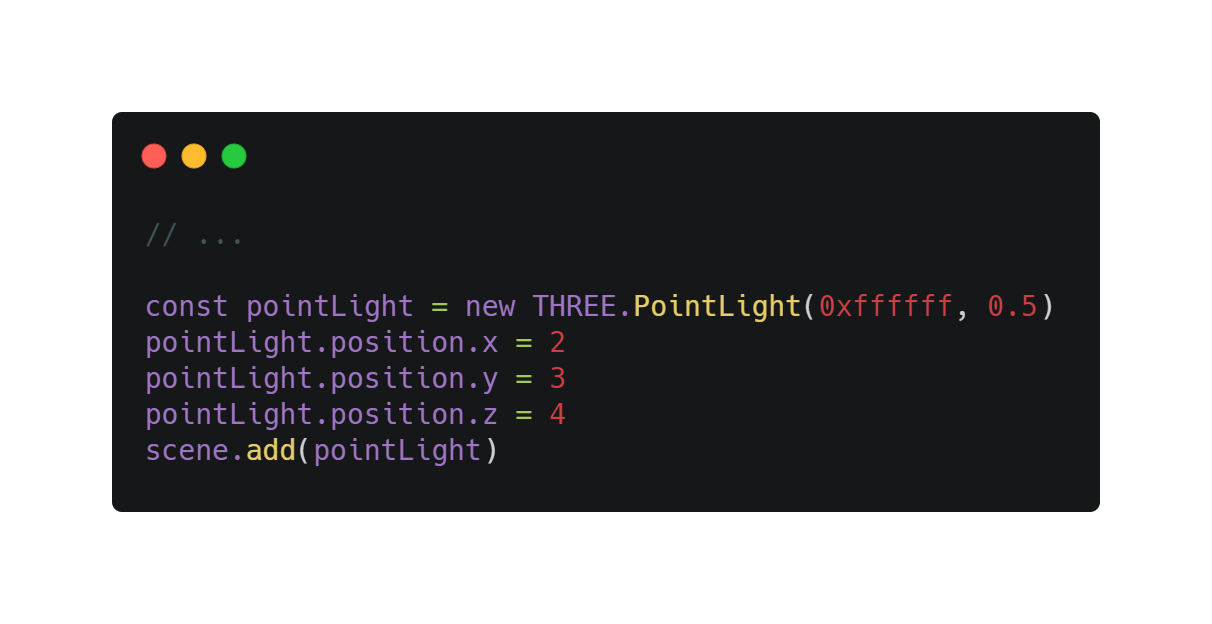 // ...
const pointLight = new THREE.PointLight(0xffffff, 0.5)
pointLight.position.x = 2
pointLight.position.y = 3
pointLight.position.z = 4
scene.add(pointLight)